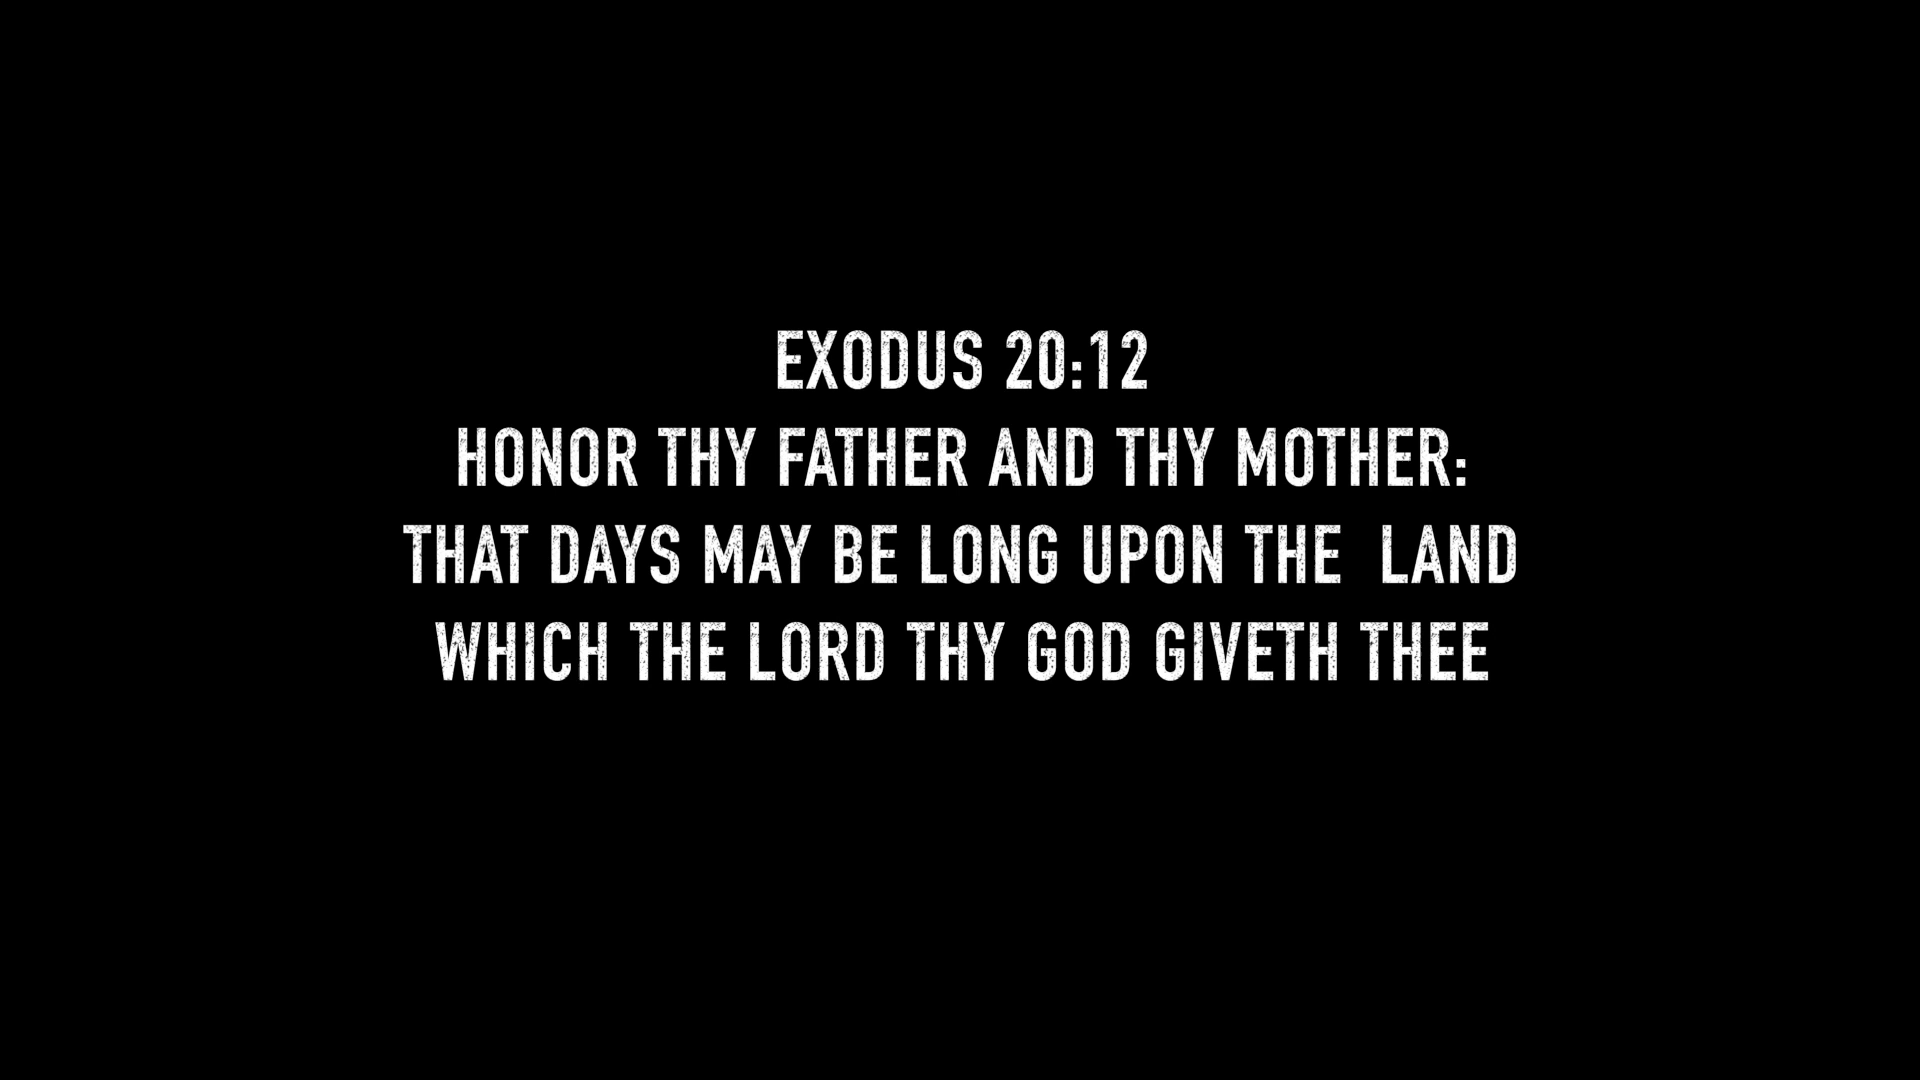 EXODUS 20:12
HONOR THY FATHER AND THY MOTHER:
THAT DAYS MAY BE LONG UPON THE  LAND
WHICH THE LORD THY GOD GIVETH THEE